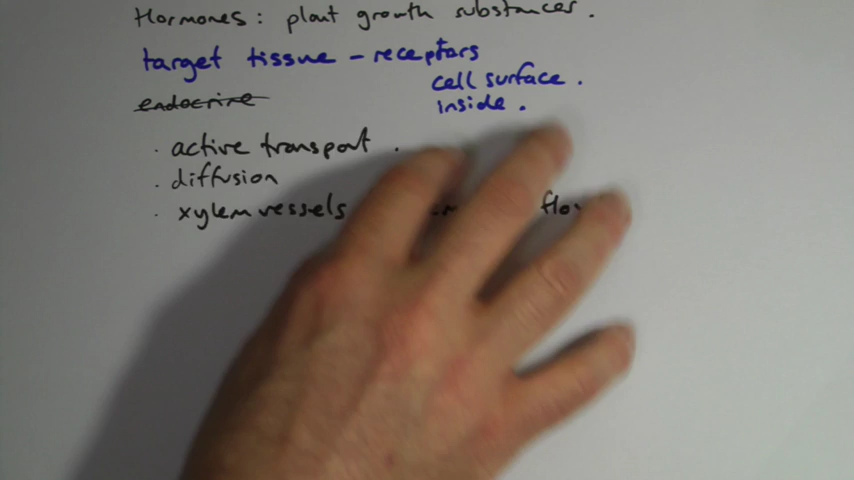 Hormones: plant growth substances.
target tissue - receptors
cell surface.
endocrine
inside.
. active transport.
. diffusion
. xylem vessels